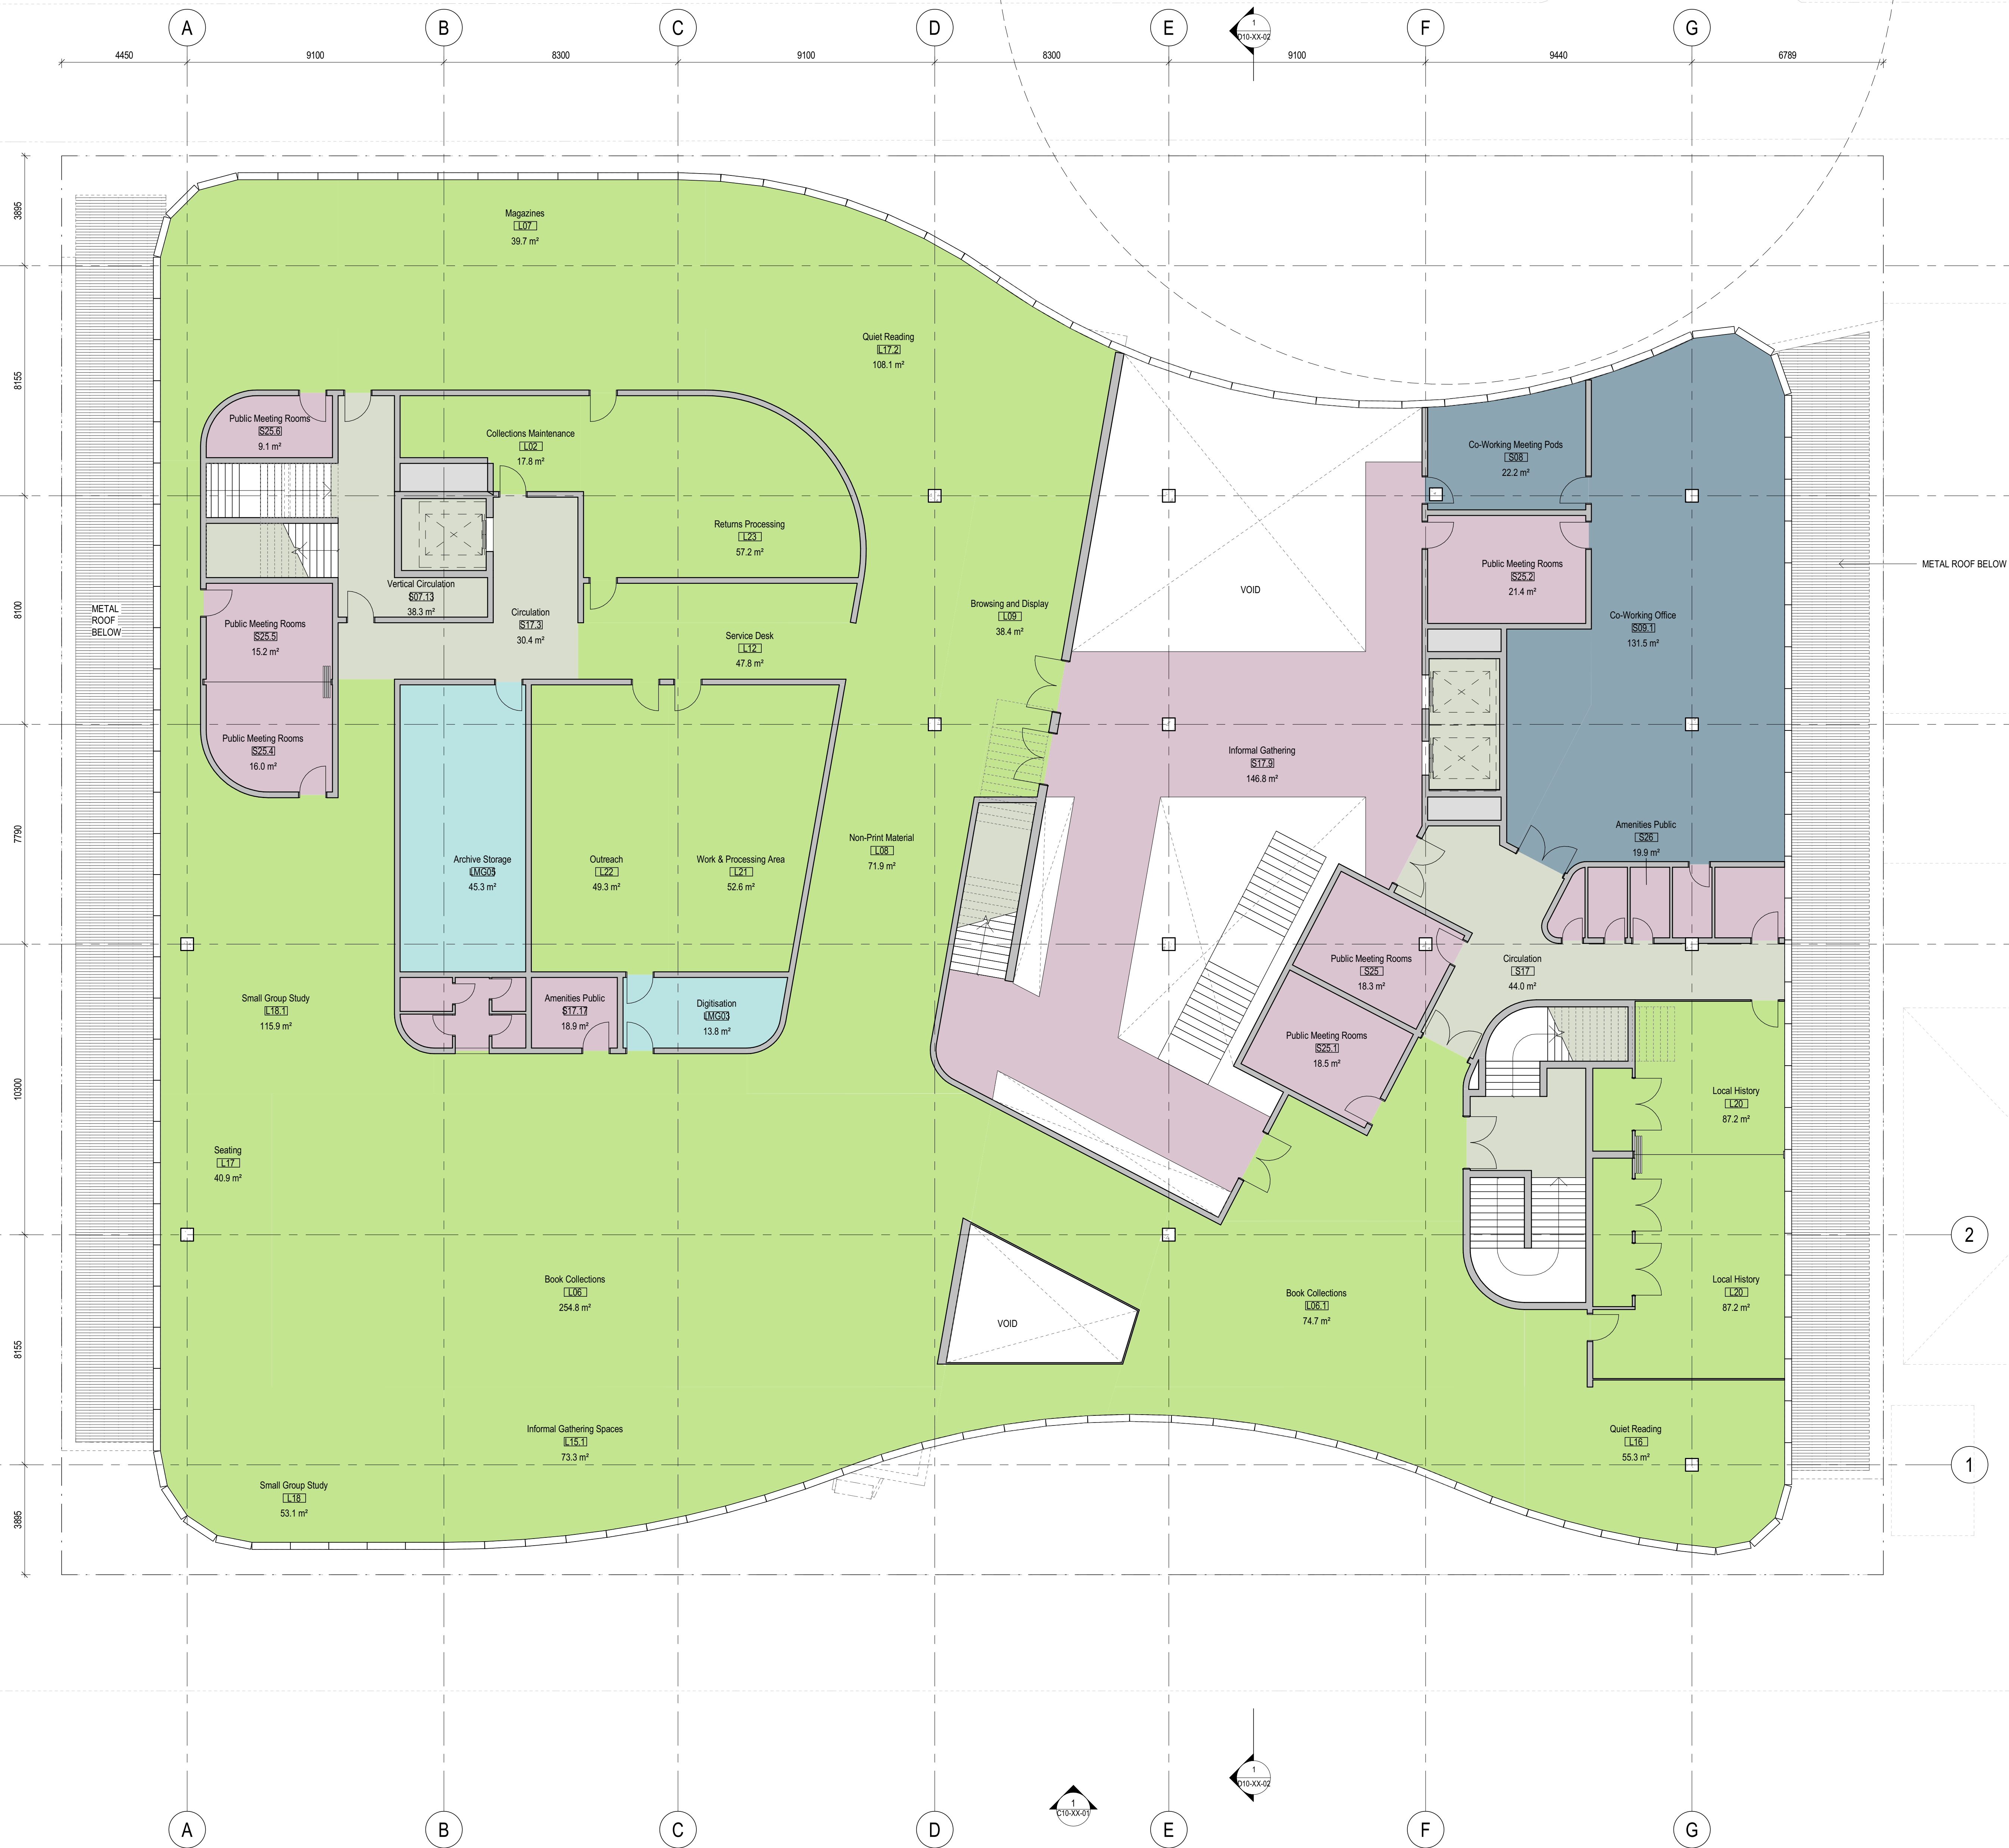 A
B
C
D
E
F
G
1
D10-XX-02
4450
9100
8300
9100
8300
9100
9440
6789
3895
8155
8100
7790
10300
8155
3895
Magazines
L07
39.7 m²
Quiet Reading
L17.2
108.1 m²
Public Meeting Rooms
S25.6
9.1 m²
Collections Maintenance
L02
17.8 m²
Co-Working Meeting Pods
S08
22.2 m²
Returns Processing
L23
57.2 m²
Public Meeting Rooms
S25.2
21.4 m²
METAL ROOF BELOW
VOID
Vertical Circulation
S07.13
38.3 m²
METAL
ROOF
BELOW
Public Meeting Rooms
S25.5
15.2 m²
Circulation
S17.3
30.4 m²
Service Desk
L12
47.8 m²
Browsing and Display
L09
38.4 m²
Co-Working Office
S09.1
131.5 m²
Public Meeting Rooms
S25.4
16.0 m²
Informal Gathering
S17.9
146.8 m²
Archive Storage
LMG05
45.3 m²
Outreach
L22
49.3 m²
Work & Processing Area
L21
52.6 m²
Non-Print Material
L08
71.9 m²
Amenities Public
S26
19.9 m²
Small Group Study
L18.1
115.9 m²
Amenities Public
S17.17
18.9 m²
Digitisation
LMG03
13.8 m²
Public Meeting Rooms
S25
18.3 m²
Circulation
S17
44.0 m²
Public Meeting Rooms
S25.1
18.5 m²
Local History
L20
87.2 m²
Seating
L17
40.9 m²
2
Book Collections
L06
254.8 m²
VOID
Book Collections
L06.1
74.7 m²
Local History
L20
87.2 m²
Informal Gathering Spaces
L15.1
73.3 m²
Quiet Reading
L16
55.3 m²
1
Small Group Study
L18
53.1 m²
1
D10-XX-02
1
C10-XX-01
A
B
C
D
E
F
G